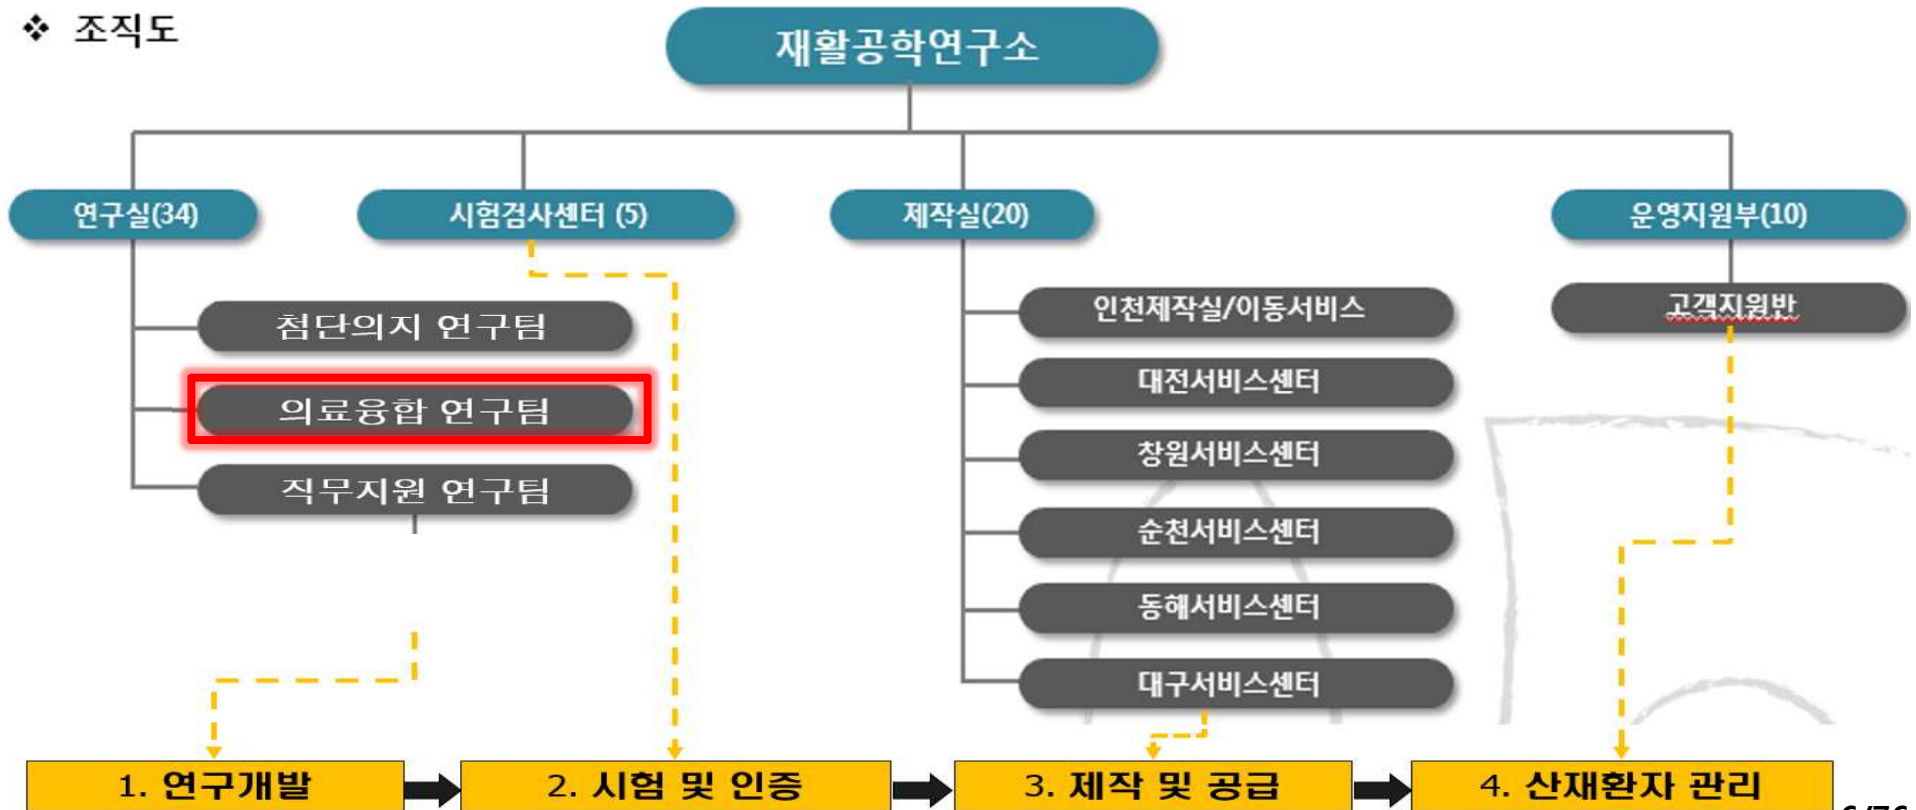 ❖ 조직도
재활공학연구소
연구실(34)
시험검사센터 (5)
제작실(20)
운영지원부(10)
첨단의지 연구팀
의료융합 연구팀
직무지원 연구팀
인천제작실/이동서비스
대전서비스센터
창원서비스센터
순천서비스센터
동해서비스센터
대구서비스센터
고객지원반
1. 연구개발
2. 시험 및 인증
3. 제작 및 공급
4. 산재환자 관리